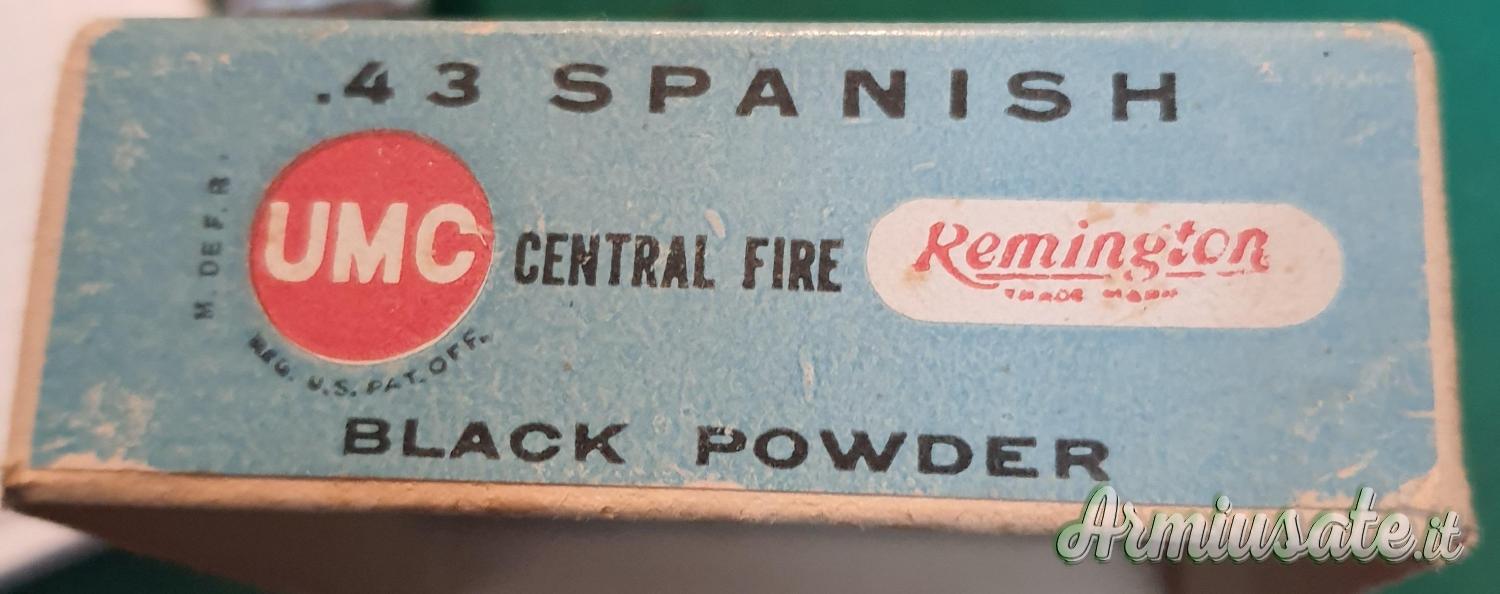 .43 SPANISH
M. DE F. R.
UMC
REG. U.S. PAT. OFF.
CENTRAL FIRE
Remington
TRADE MARK
BLACK POWDER
Armiusate.it